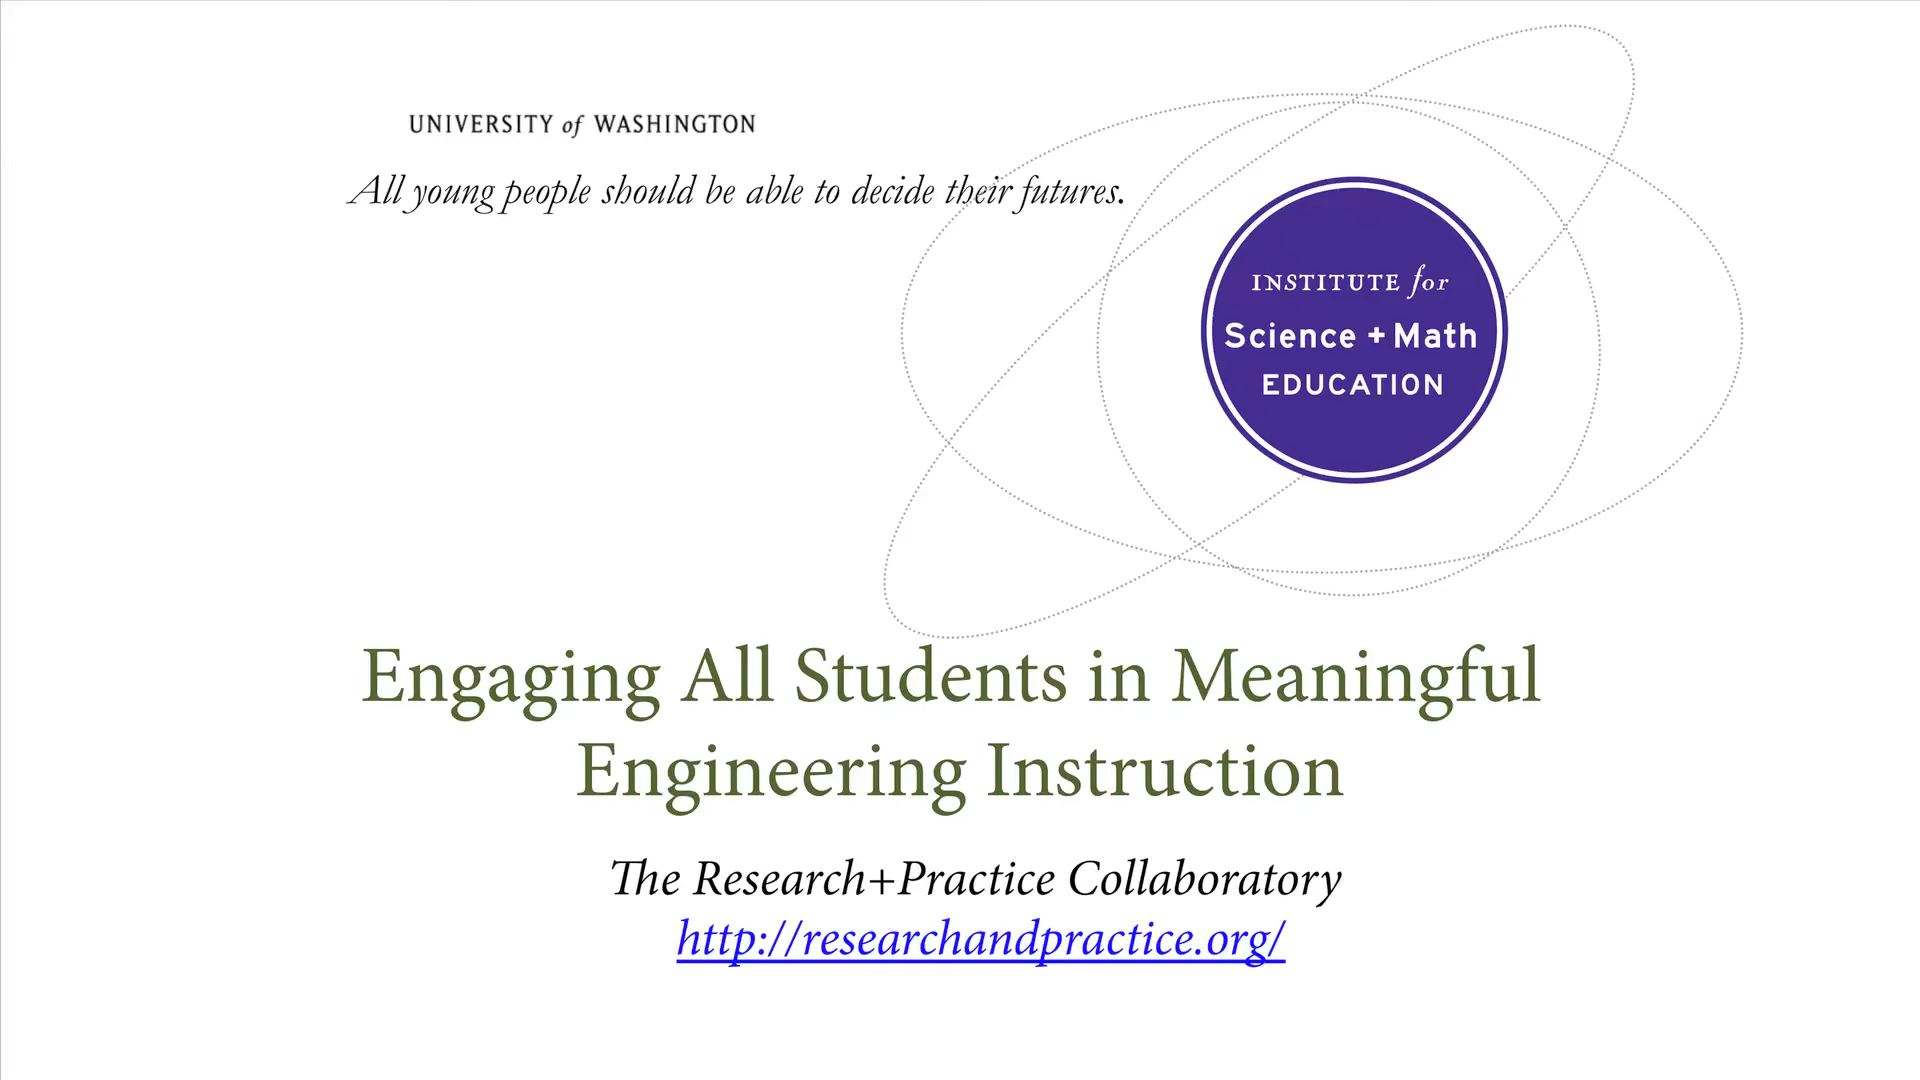 UNIVERSITY of WASHINGTON
All young people should be able to decide their futures.
INSTITUTE for
Science + Math
EDUCATION
Engaging All Students in Meaningful
Engineering Instruction
The Research+Practice Collaboratory
http://researchandpractice.org/